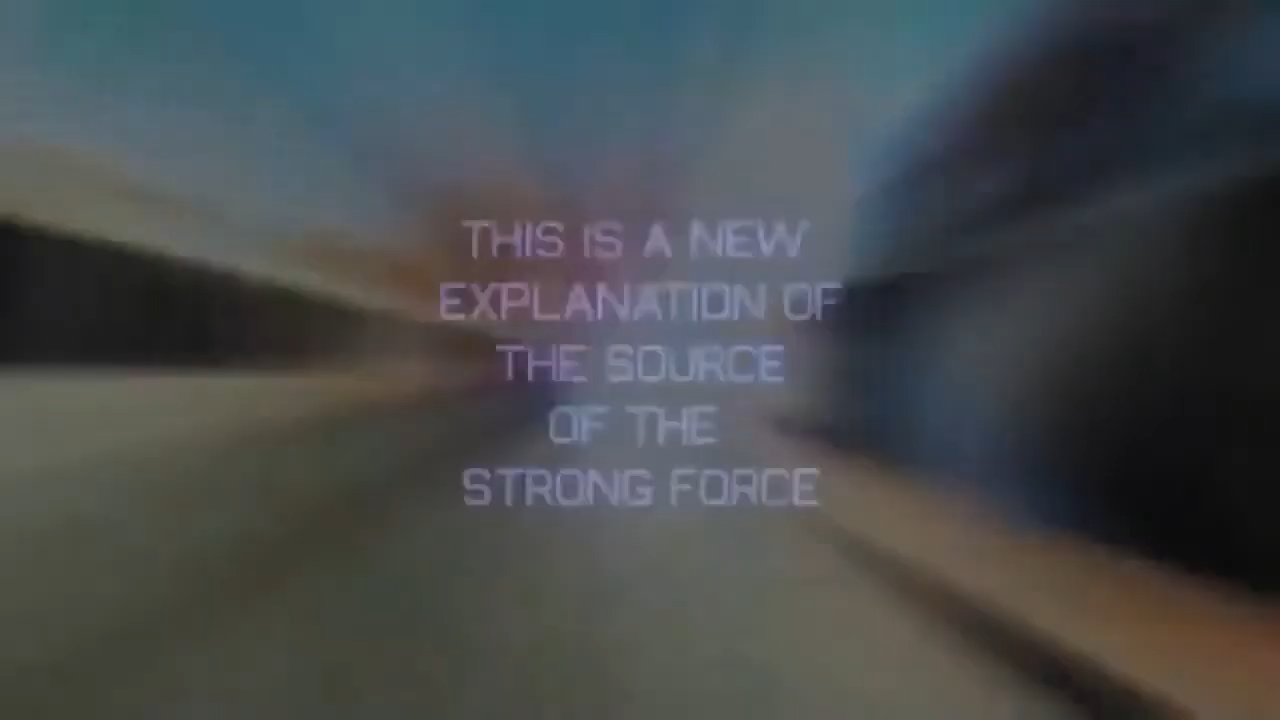 THIS IS A NEW
EXPLANATION OF
THE SOURCE
OF THE
STRONG FORCE